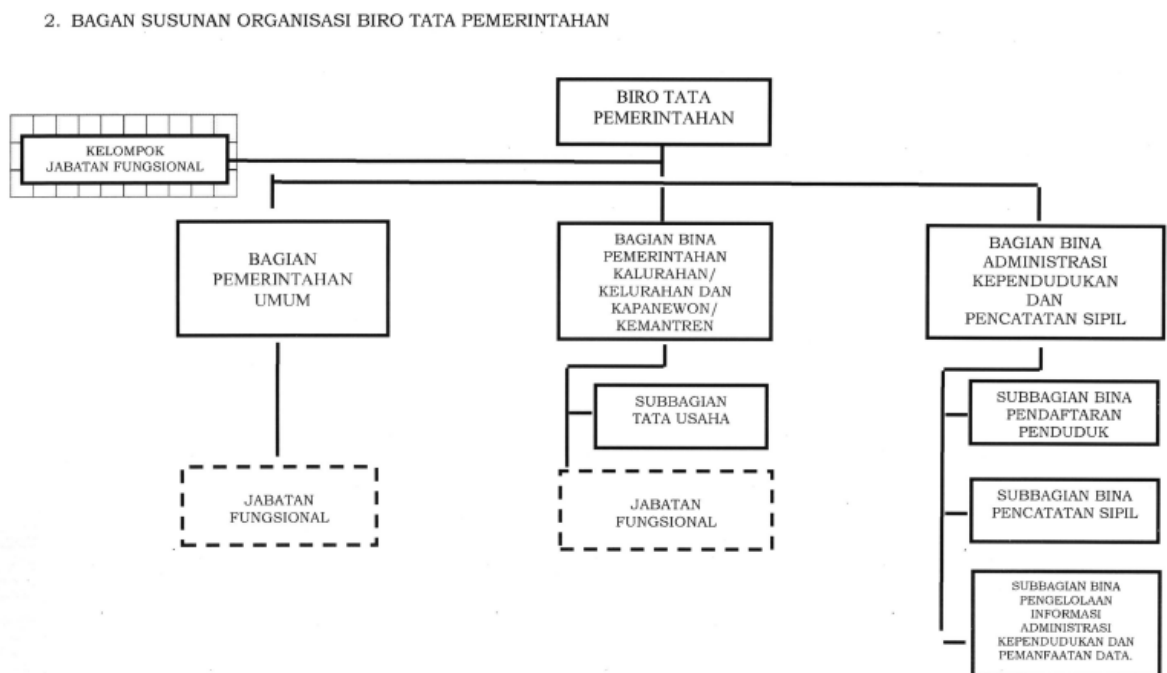 2. BAGAN SUSUNAN ORGANISASI BIRO TATA PEMERINTAHAN
BIRO TATA
PEMERINTAHAN
KELOMPOK
JABATAN FUNGSIONAL
BAGIAN
PEMERINTAHAN
UMUM
BAGIAN BINA
PEMERINTAHAN
KALURAHAN/
KELURAHAN DAN
KAPANEWON/
KEMANTREN
BAGIAN BINA
ADMINISTRASI
KEPENDUDUKAN
DAN
PENCATATAN SIPIL
SUBBAGIAN
TATA USAHA
SUBBAGIAN BINA
PENDAFTARAN
PENDUDUK
JABATAN
FUNGSIONAL
JABATAN
FUNGSIONAL
SUBBAGIAN BINA
PENCATATAN SIPIL
SUBBAGIAN BINA
PENGELOLAAN
INFORMASI
ADMINISTRASI
KEPENDUDUKAN DAN
PEMANFAATAN DATA.